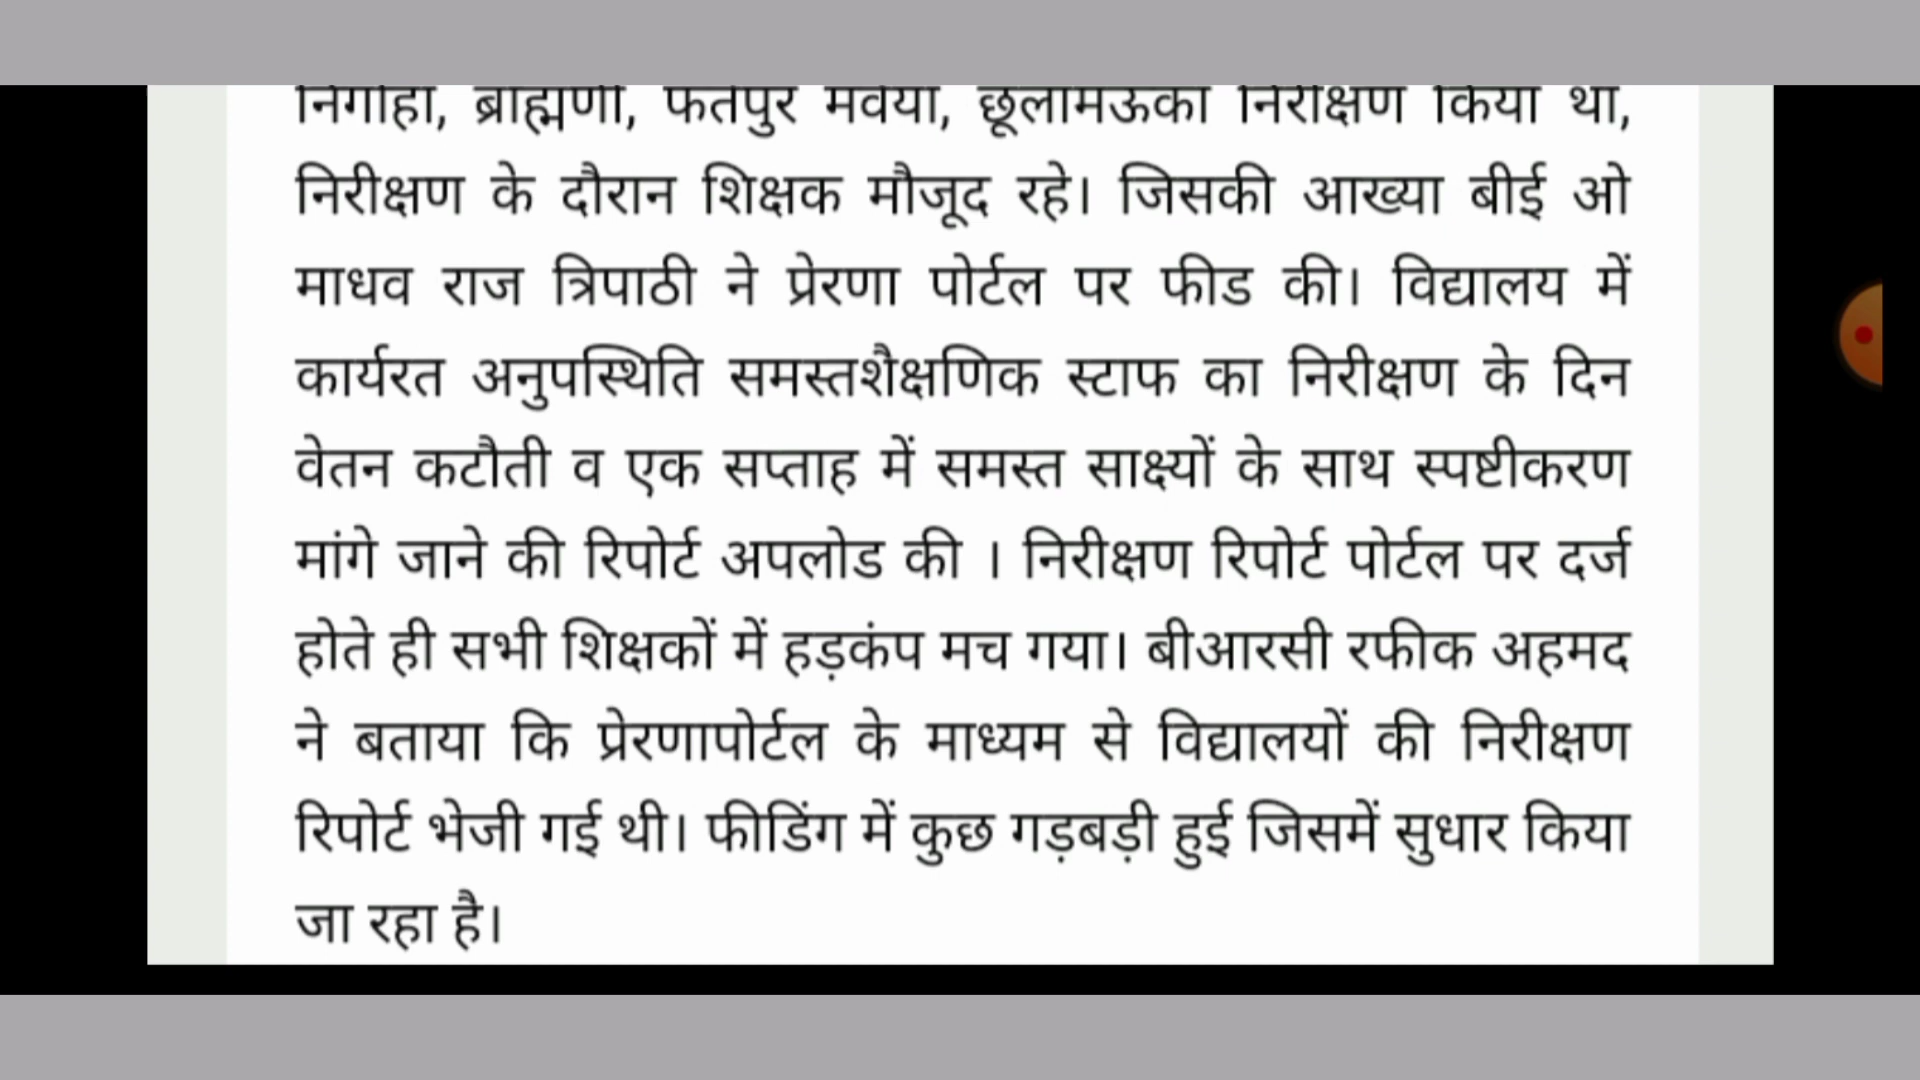 निगोहां, ब्राह्मणी, फतेपुर मवैया, छूलामऊका निरीक्षण किया था,
निरीक्षण के दौरान शिक्षक मौजूद रहे। जिसकी आख्या बीई ओ
माधव राज त्रिपाठी ने प्रेरणा पोर्टल पर फीड की। विद्यालय में
कार्यरत अनुपस्थिति समस्तशैक्षणिक स्टाफ का निरीक्षण के दिन
वेतन कटौती व एक सप्ताह में समस्त साक्ष्यों के साथ स्पष्टीकरण
मांगे जाने की रिपोर्ट अपलोड की । निरीक्षण रिपोर्ट पोर्टल पर दर्ज
होते ही सभी शिक्षकों में हड़कंप मच गया। बीआरसी रफीक अहमद
ने बताया कि प्रेरणापोर्टल के माध्यम से विद्यालयों की निरीक्षण
रिपोर्ट भेजी गई थी। फीडिंग में कुछ गड़बड़ी हुई जिसमें सुधार किया
जा रहा है।